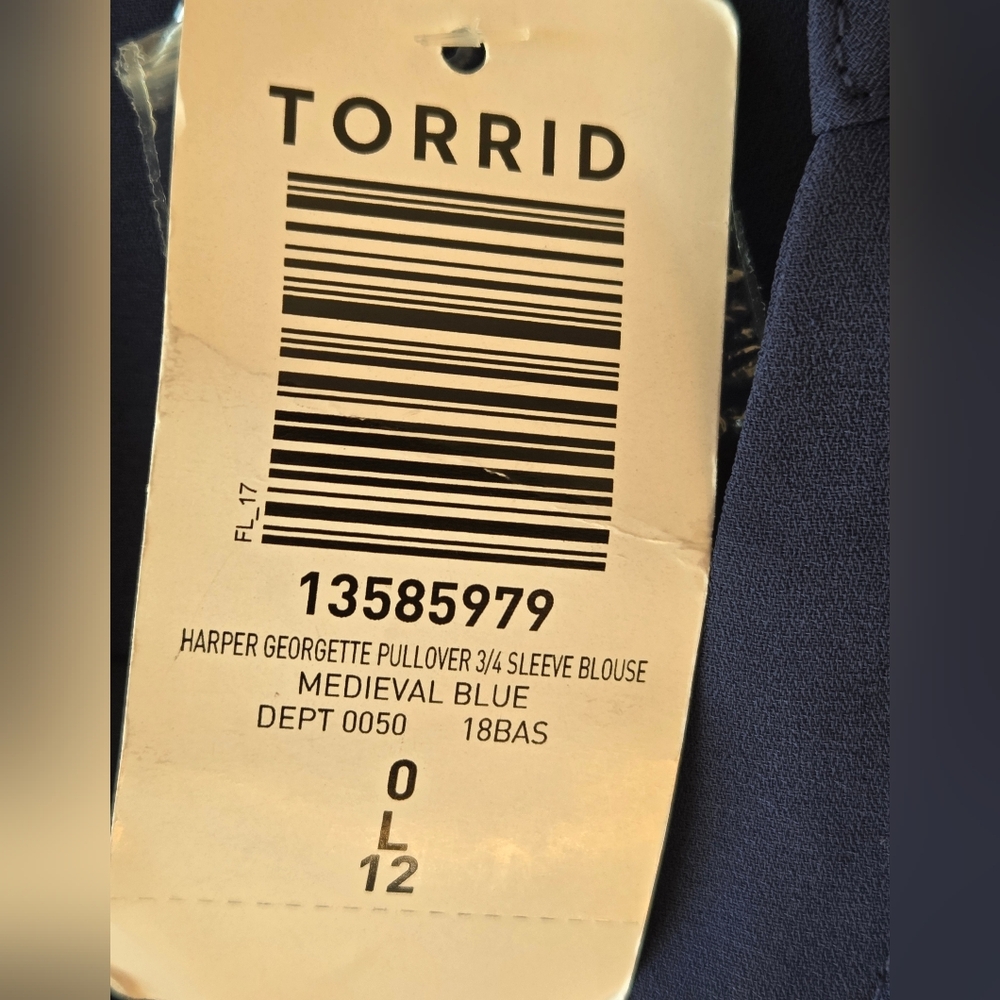 TORRID
FL_17
13585979
HARPER GEORGETTE PULLOVER 3/4 SLEEVE BLOUSE
MEDIEVAL BLUE
DEPT 0050 18BAS
0
L
12